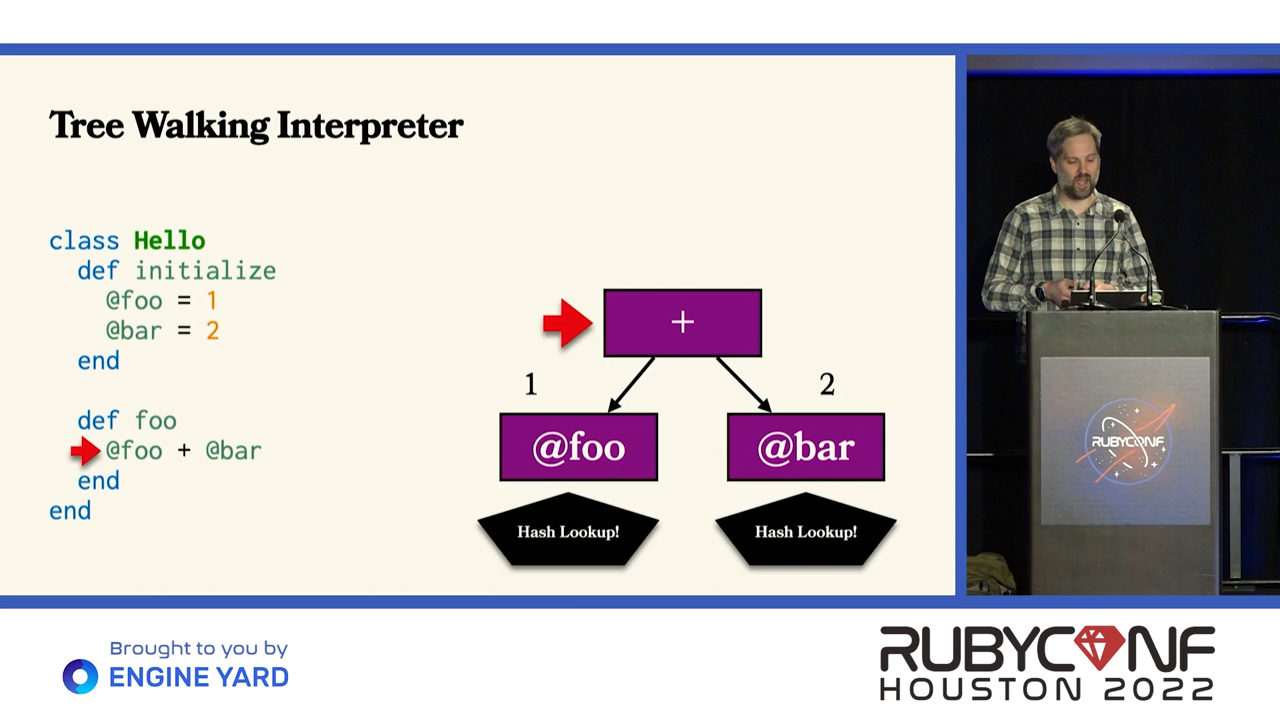 Tree Walking Interpreter
class Hello
  def initialize
    @foo = 1
    @bar = 2
  end
  def foo
    @foo + @bar
  end
end
+
1
2
@foo
@bar
Hash Lookup!
Hash Lookup!
RUBYCONF
Brought to you by
ENGINE YARD
RUBYCONF
HOUSTON 2022